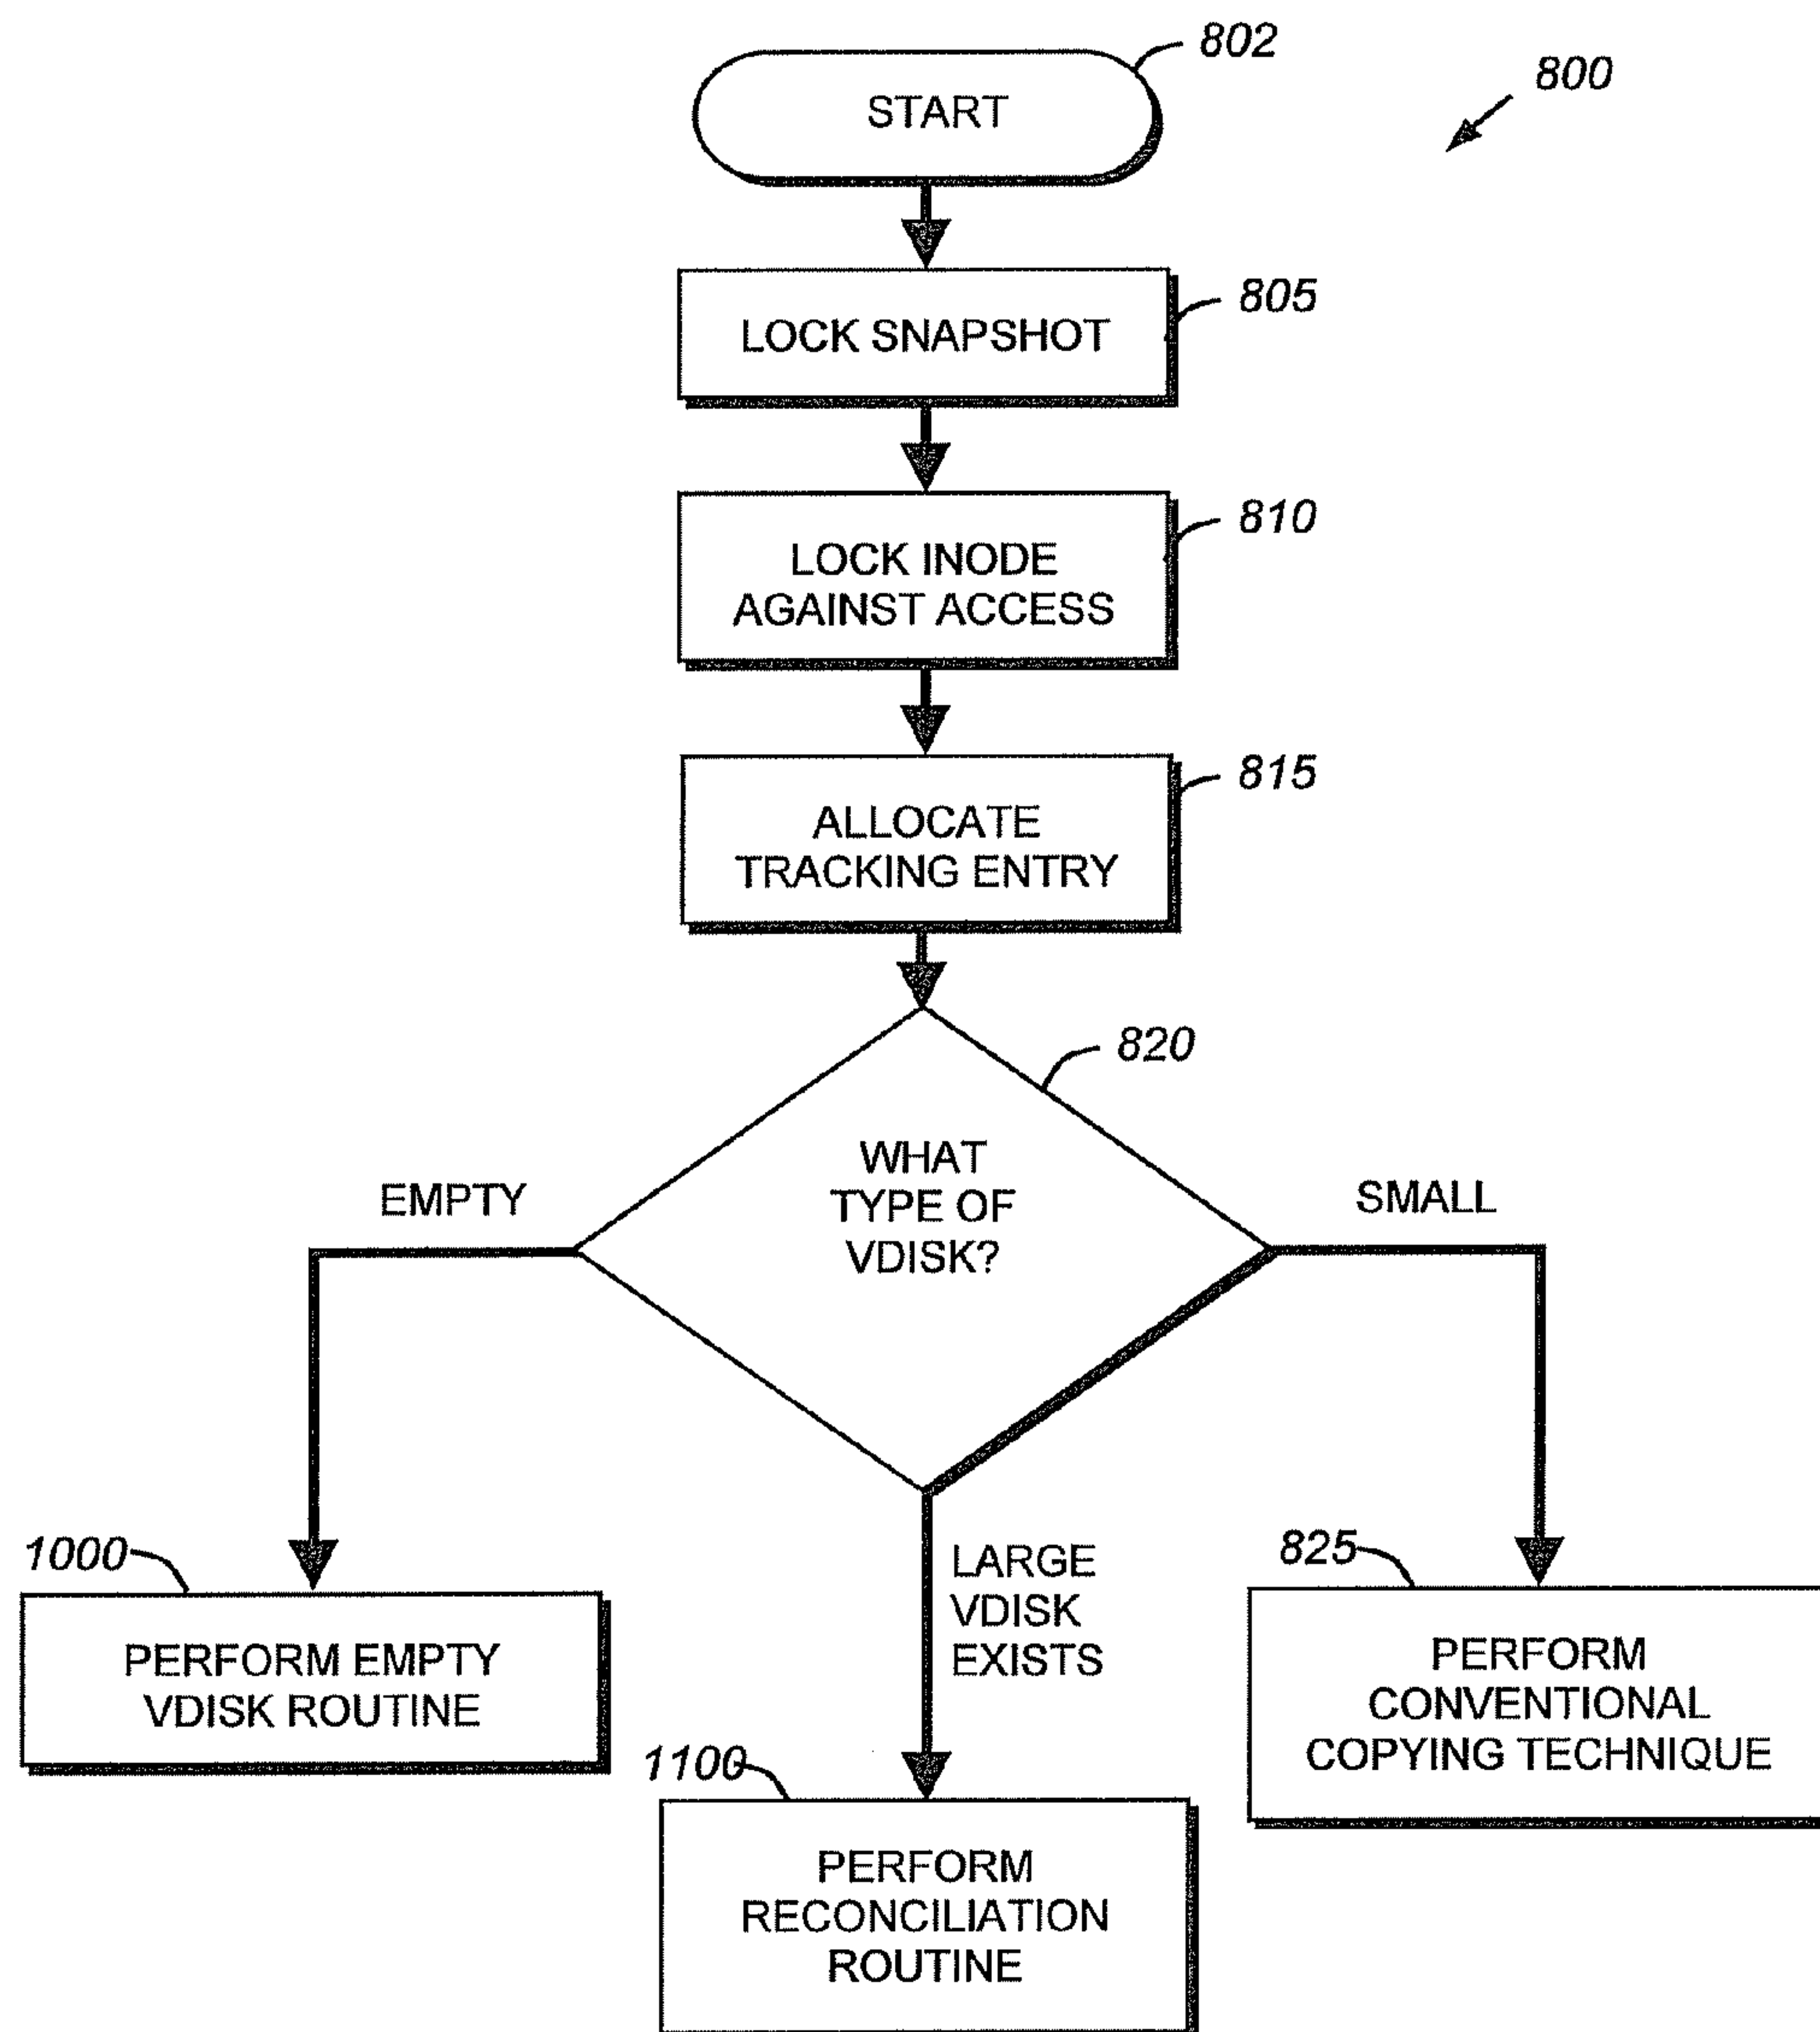 802
START
800
805
LOCK SNAPSHOT
810
LOCK INODE
AGAINST ACCESS
815
ALLOCATE
TRACKING ENTRY
820
WHAT
TYPE OF
VDISK?
EMPTY
SMALL
LARGE
VDISK
EXISTS
1000
PERFORM EMPTY
VDISK ROUTINE
825
PERFORM
CONVENTIONAL
COPYING TECHNIQUE
1100
PERFORM
RECONCILIATION
ROUTINE